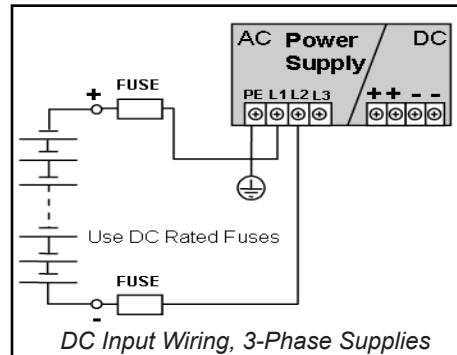 AC Power Supply DC
PE L1 L2 L3 + + - -
+ FUSE
Use DC Rated Fuses
FUSE
-
DC Input Wiring, 3-Phase Supplies